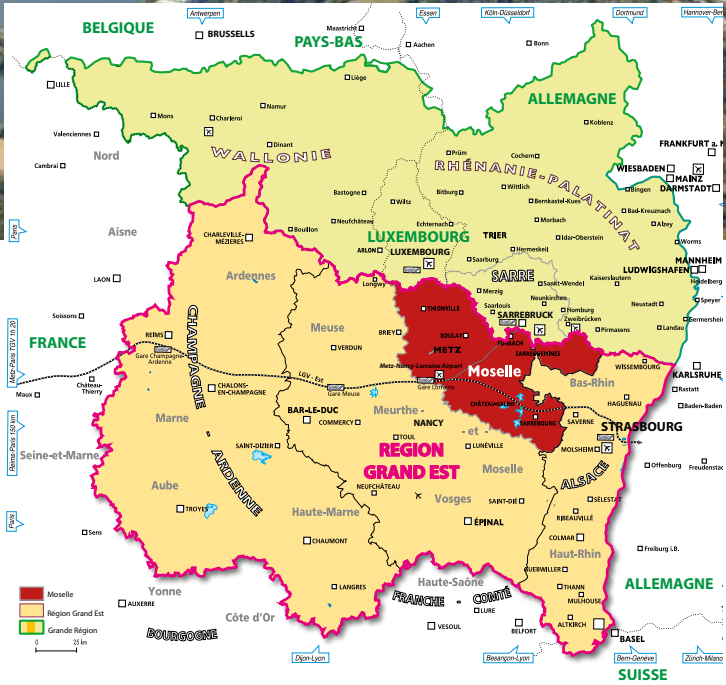 Antwerpen
Essen
Köln-Düsseldorf
Dortmund
Hannover-Ber
BELGIQUE
BRUSSELS
Maastricht
PAYS-BAS
Aachen
Bonn
LILLE
Liège
ALLEMAGNE
Mons
Charleroi
Namur
Koblenz
Valenciennes
Nord
Dinant
WALLONIE
FRANKFURT a. M
Cambrai
Prüm
Cochem
RHÉNANIE-PALATINAT
WIESBADEN
MAINZ
DARMSTADT
Bastogne
Wiltz
Bitburg
Wittlich
Bingen
Bernkastel-Kues
Bad-Kreuznach
Neufchâteau
Echternach
Morbach
Alzey
Paris
Aisne
CHARLEVILLE-
MÉZIERES
Bouillon
LUXEMBOURG
TRIER
Idar-Oberstein
Worms
ARLON
LUXEMBOURG
Hermeskeil
Saarburg
MANNHEIM
LUDWIGSHAFEN
LAON
Ardennes
Longwy
SARRE
Sankt-Wendel
Kaiserslautern
Heidelberg
Merzig
Neunkirchen
Speyer
Soissons
THIONVILLE
Saarlouis
Homburg
Neustadt
Germersheim
SARREBRUCK
Zweibrücken
Landau
Metz-Paris TGV 1h 20
REÏMS
Meuse
BRIEY
BOULAY
Pirmasens
FRANCE
Gare Champagne-
Ardenne
VERDUN
METZ
FORBACH
SARREGUEMINES
Metz-Nancy-Lorraine Airport
Moselle
WISSEMBOURG
KARLSRUHE
Château-
Thierry
CHALONS-
EN-CHAMPAGNE
LGV - Est
Gare Meuse
Gare Lorraine
Bas-Rhin
Rastatt
Maux
CHAMPAGNE - ARDENNE
HAGUENAU
Baden-Baden
Marne
BAR-LE-DUC
Meurthe -
CHÂTEAU-SALINS
COMMERCY
NANCY
- et -
SARREBOURG
SAVERNE
STRASBOURG
Reims-Paris 150 km
TOUL
LUNÉVILLE
MOLSHEIM
Seine-et-Marne
SAINT-DIZIER
REGION
GRAND EST
Moselle
ALSACE
Offenburg
Freudenstad
Aube
NEUFCHÂTEAU
Vosges
SAINT-DIÉ
SÉLESTAT
TROYES
Haute-Marne
RIBEAUVILLÉ
Paris
ÉPINAL
Sens
CHAUMONT
COLMAR
Freiburg i.B.
Haut-Rhin
GUEBWILLER
Yonne
LANGRES
Haute-Saône
THANN
ALLEMAGNE
MULHOUSE
AUXERRE
FRANCHE - COMTÉ
LURE
Côte d'Or
ALTKIRCH
BOURGOGNE
VESOUL
BELFORT
BASEL
Dijon-Lyon
Besançon-Lyon
Bern-Genève
Zürich-Milano
SUISSE
Moselle
Région Grand Est
Grande Région
0
25 km